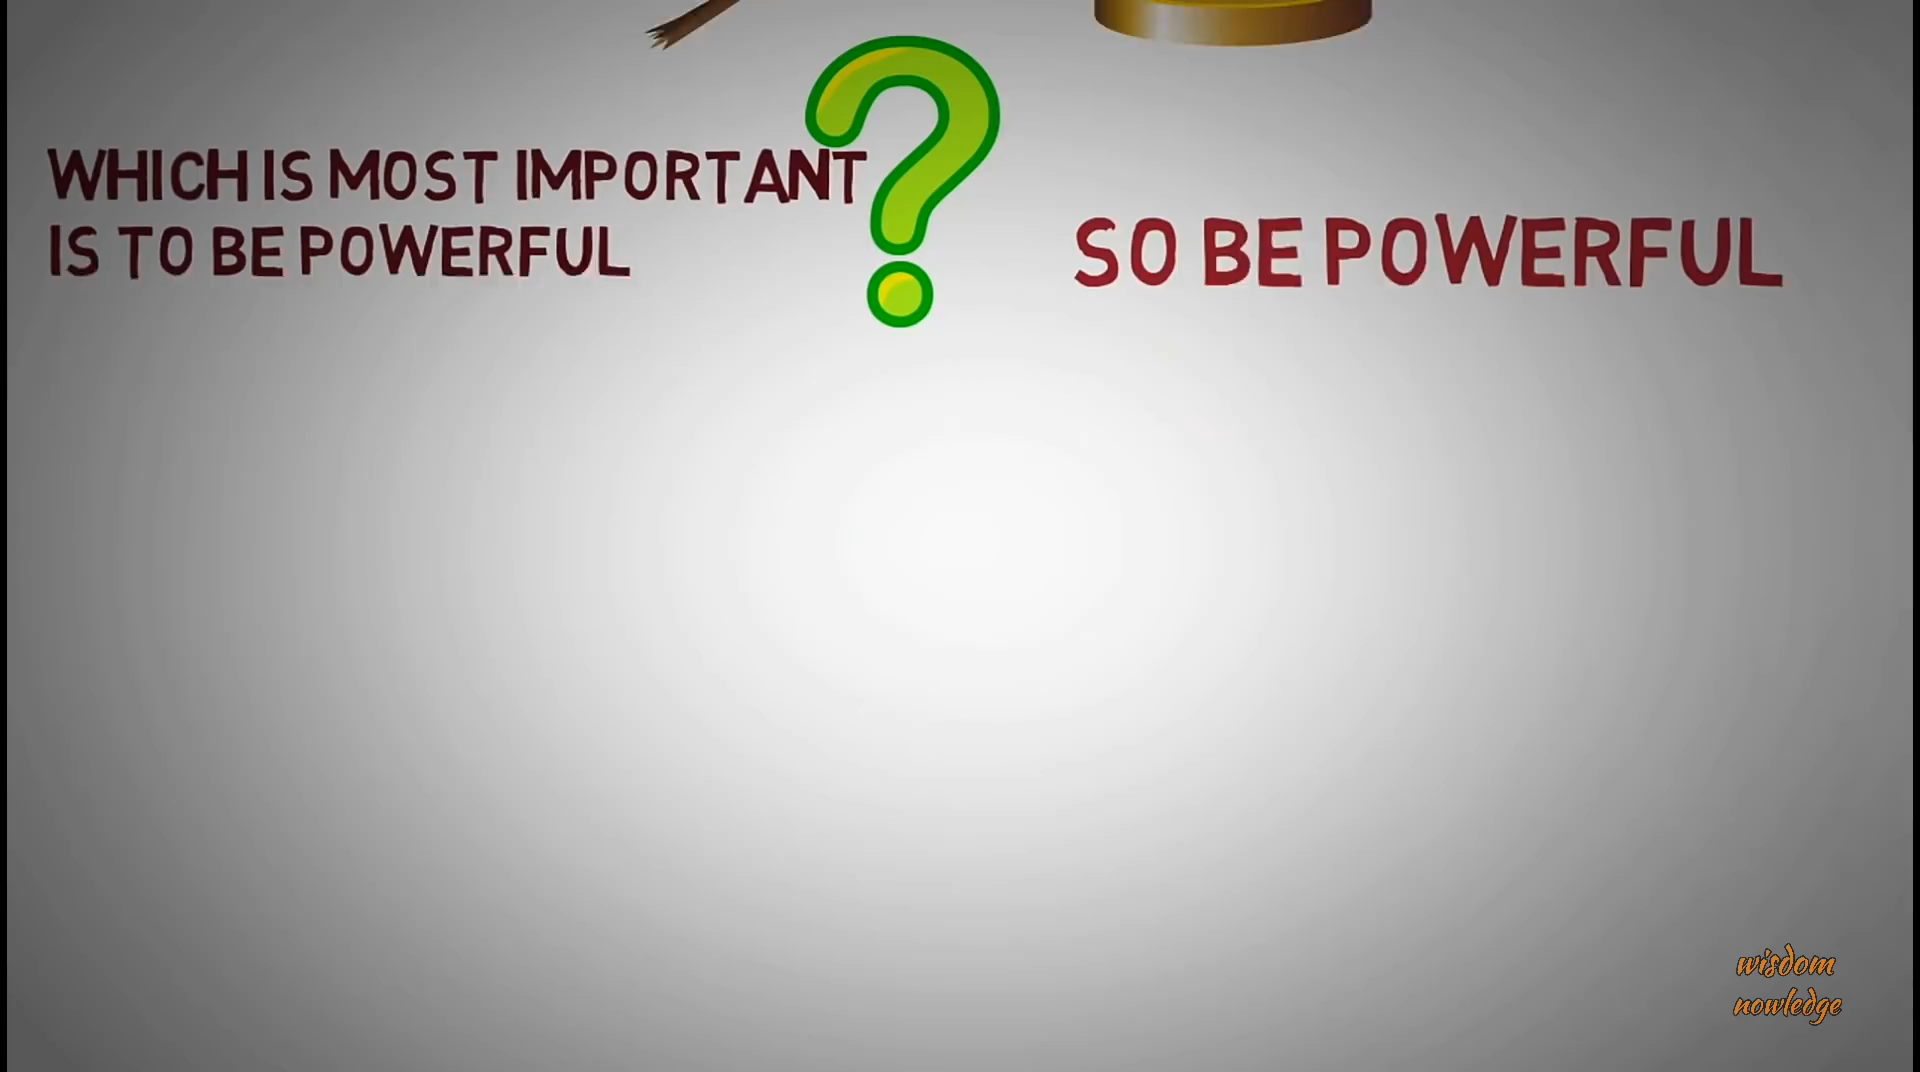 WHICH IS MOST IMPORTANT
IS TO BE POWERFUL
SO BE POWERFUL
wisdom
nowledge